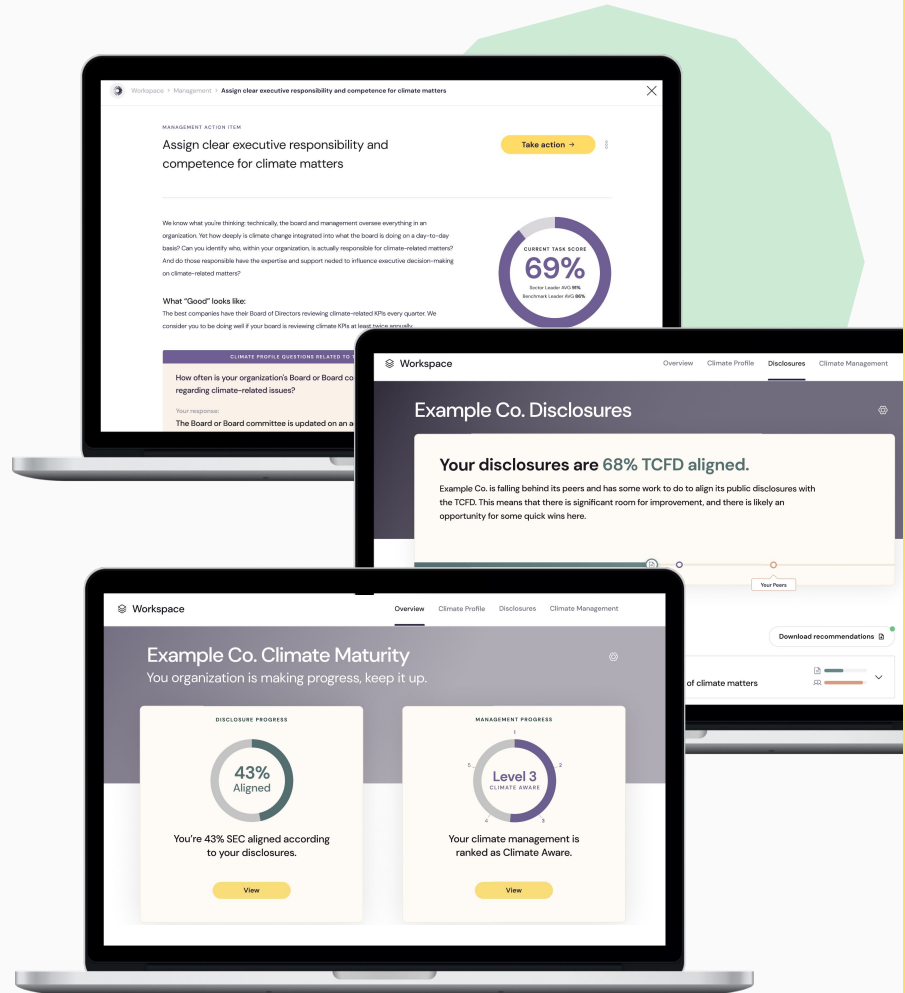 Workspace > Management > Assign clear executive responsibility and competence for climate matters
MANAGEMENT ACTION ITEM
Assign clear executive responsibility and
competence for climate matters
Take action →
We know what you're thinking: technically, the board and management oversee everything in an
organization. Yet how deeply is climate change integrated into what the board is doing on a day-to-day
basis? Can you identify who, within your organization, is actually responsible for climate-related matters?
And do those responsible have the expertise and support neded to influence executive decision-making
on climate-related matters?
CURRENT TASK SCORE
69%
Sector Leader AVG 91%
Benchmark Leader AVG 86%
What "Good" looks like:
The best companies have their Board of Directors reviewing climate-related KPIs every quarter. We
consider you to be doing well if your board is reviewing climate KPIs at least twice annually.
CLIMATE PROFILE QUESTIONS RELATED TO
How often is your organization's Board or Board co
regarding climate-related issues?
Your response:
The Board or Board committee is updated on an a
Workspace
Overview Climate Profile Disclosures Climate Management
Example Co. Disclosures
Your disclosures are 68% TCFD aligned.
Example Co. is falling behind its peers and has some work to do to align its public disclosures with
the TCFD. This means that there is significant room for improvement, and there is likely an
opportunity for some quick wins here.
Your Peers
Download recommendations
of climate matters
Workspace
Overview Climate Profile Disclosures Climate Management
Example Co. Climate Maturity
You organization is making progress, keep it up.
DISCLOSURE PROGRESS
43%
Aligned
You're 43% SEC aligned according
to your disclosures.
View
MANAGEMENT PROGRESS
1
2
3
4
5
Level 3
CLIMATE AWARE
Your climate management is
ranked as Climate Aware.
View